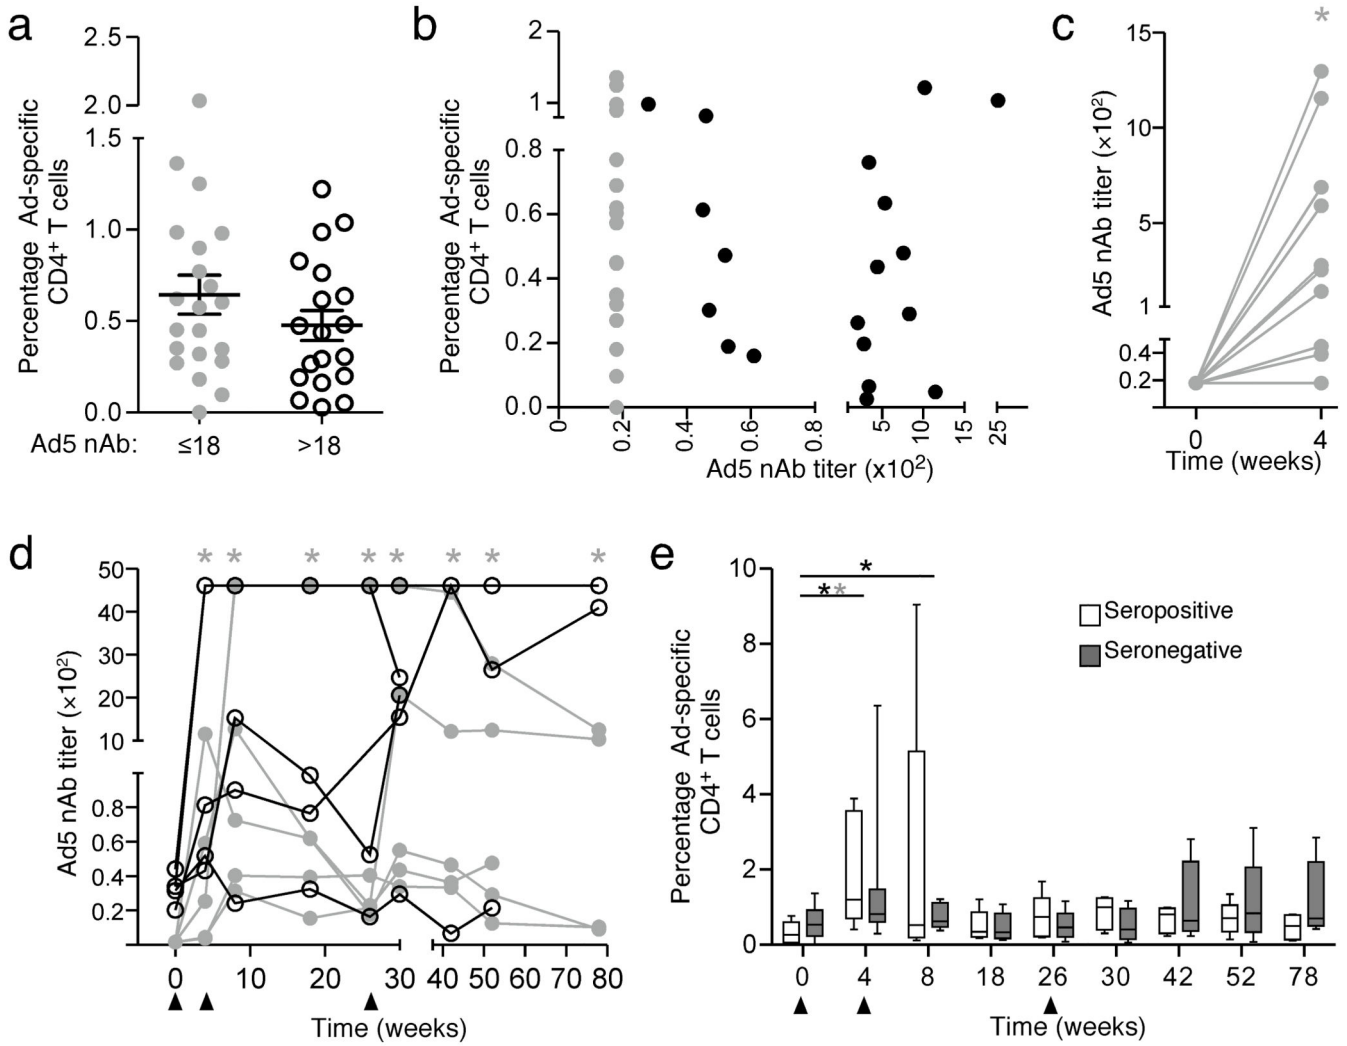 a
2.5
2.0
1.5
1.0
0.5
0.0
Percentage Ad-specific
CD4⁺ T cells
Ad5 nAb:
≤18
>18
b
2
1
0.8
0.6
0.4
0.2
0.0
Percentage Ad-specific
CD4⁺ T cells
0
0.2
0.4
0.6
0.8
5
10
15
25
Ad5 nAb titer (x10²)
c
*
15
10
5
1
0.4
0.2
Ad5 nAb titer (×10²)
0
4
Time (weeks)
d
* * * * * * * *
50
40
30
20
10
0.8
0.6
0.4
0.2
Ad5 nAb titer (×10²)
0 10 20 30 40 50 60 70 80
Time (weeks)
e
10
8
6
4
2
0
Percentage Ad-specific
CD4⁺ T cells
*
**
Seropositive
Seronegative
0 4 8 18 26 30 42 52 78
Time (weeks)